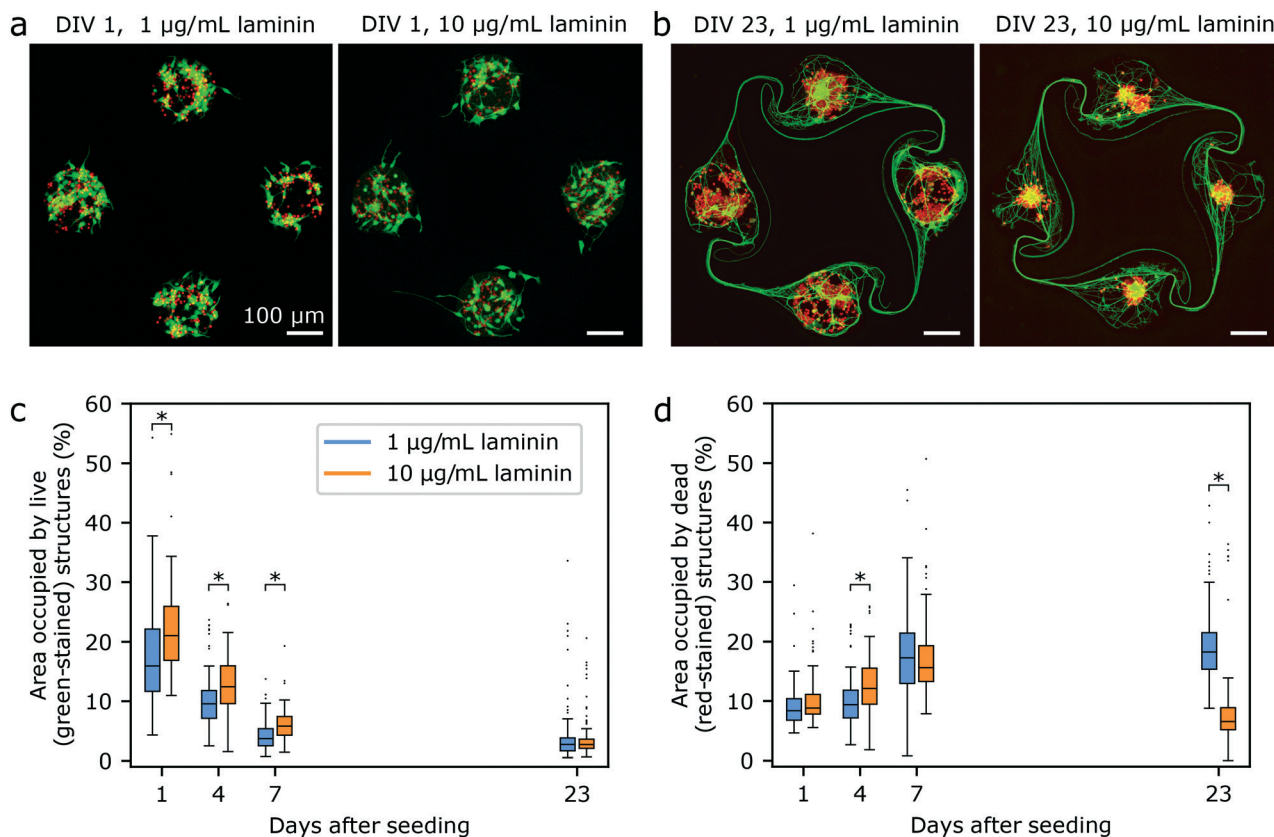 a
DIV 1, 1 µg/mL laminin
DIV 1, 10 µg/mL laminin
100 µm
b
DIV 23, 1 µg/mL laminin
DIV 23, 10 µg/mL laminin
c
Area occupied by live
(green-stained) structures (%)
60
50
40
30
20
10
0
*
*
*
1 µg/mL laminin
10 µg/mL laminin
1
4
7
23
Days after seeding
d
Area occupied by dead
(red-stained) structures (%)
60
50
40
30
20
10
0
*
*
1
4
7
23
Days after seeding